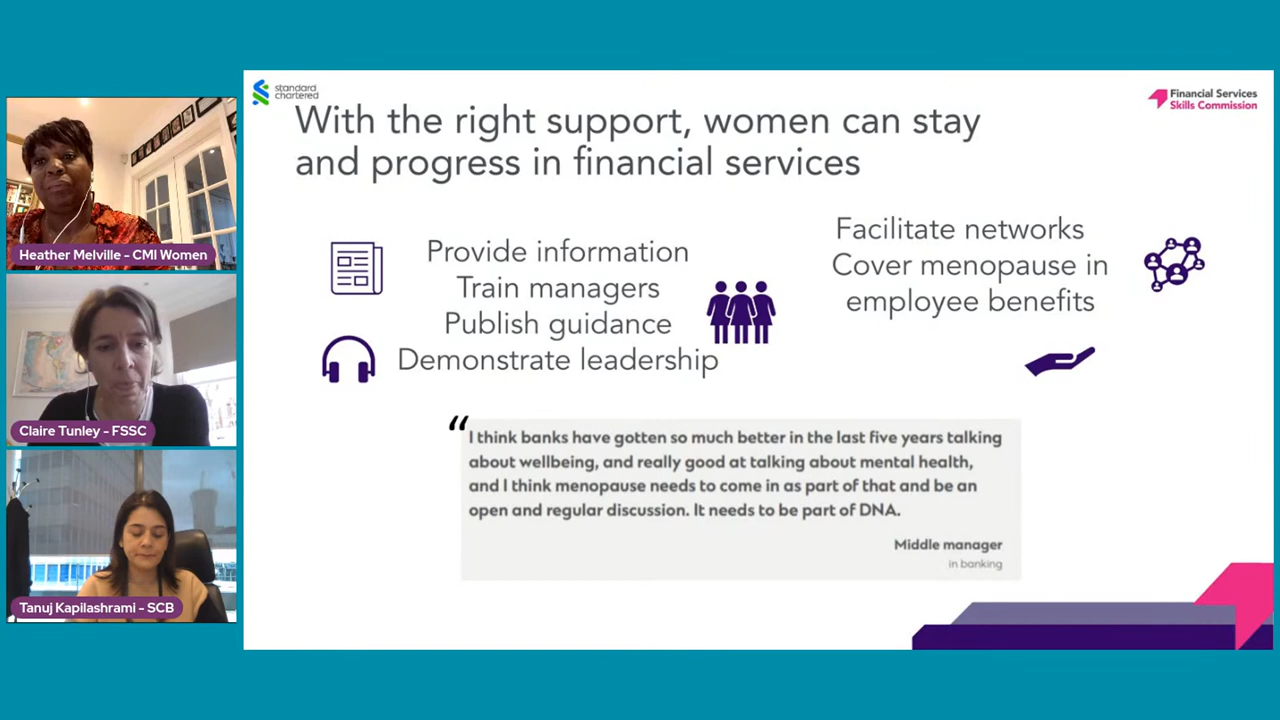 Heather Melville - CMI Women
Claire Tunley - FSSC
Tanuj Kapilashrami - SCB
standard
chartered
Financial Services
Skills Commission
With the right support, women can stay
and progress in financial services
Provide information
Train managers
Publish guidance
Demonstrate leadership
Facilitate networks
Cover menopause in
employee benefits
“
I think banks have gotten so much better in the last five years talking
about wellbeing, and really good at talking about mental health,
and I think menopause needs to come in as part of that and be an
open and regular discussion. It needs to be part of DNA.
Middle manager
in banking